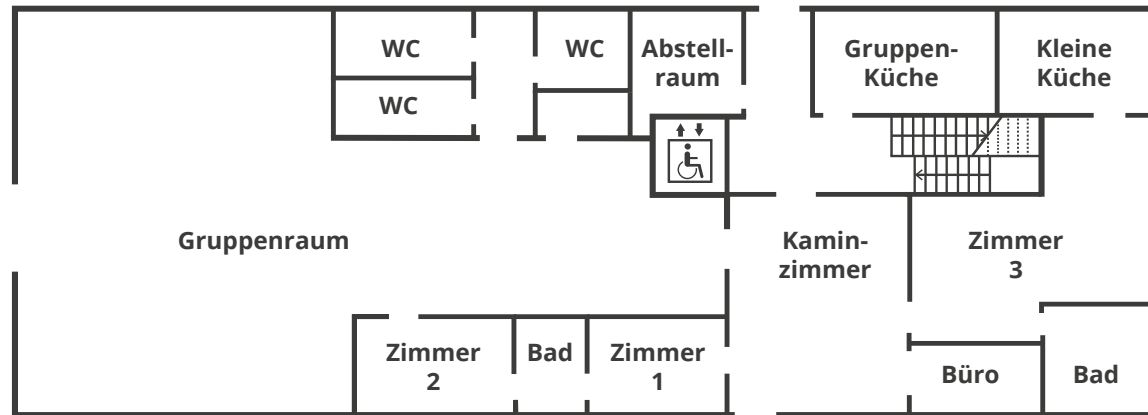 WC
WC
WC
Abstell-
raum
Gruppen-
Küche
Kleine
Küche
Gruppenraum
Kamin-
zimmer
Zimmer
3
Zimmer
2
Bad
Zimmer
1
Büro
Bad